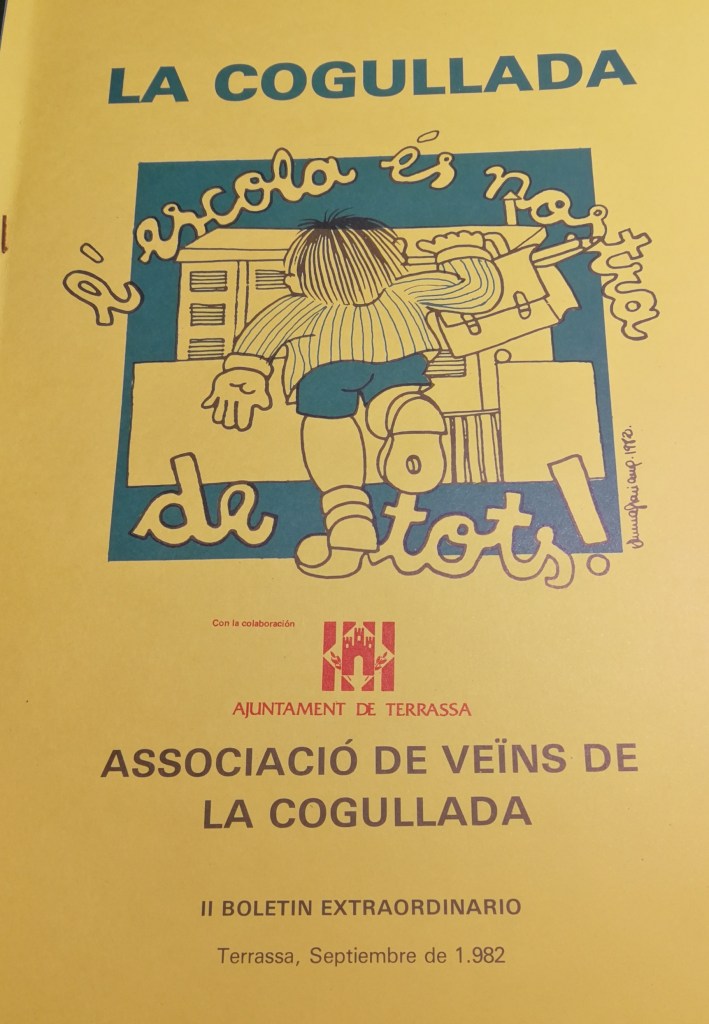 LA COGULLADA
l'escola és nostra
de tots!
1982.
Con la colaboración
AJUNTAMENT DE TERRASSA
ASSOCIACIÓ DE VEÏNS DE
LA COGULLADA
II BOLETIN EXTRAORDINARIO
Terrassa, Septiembre de 1.982